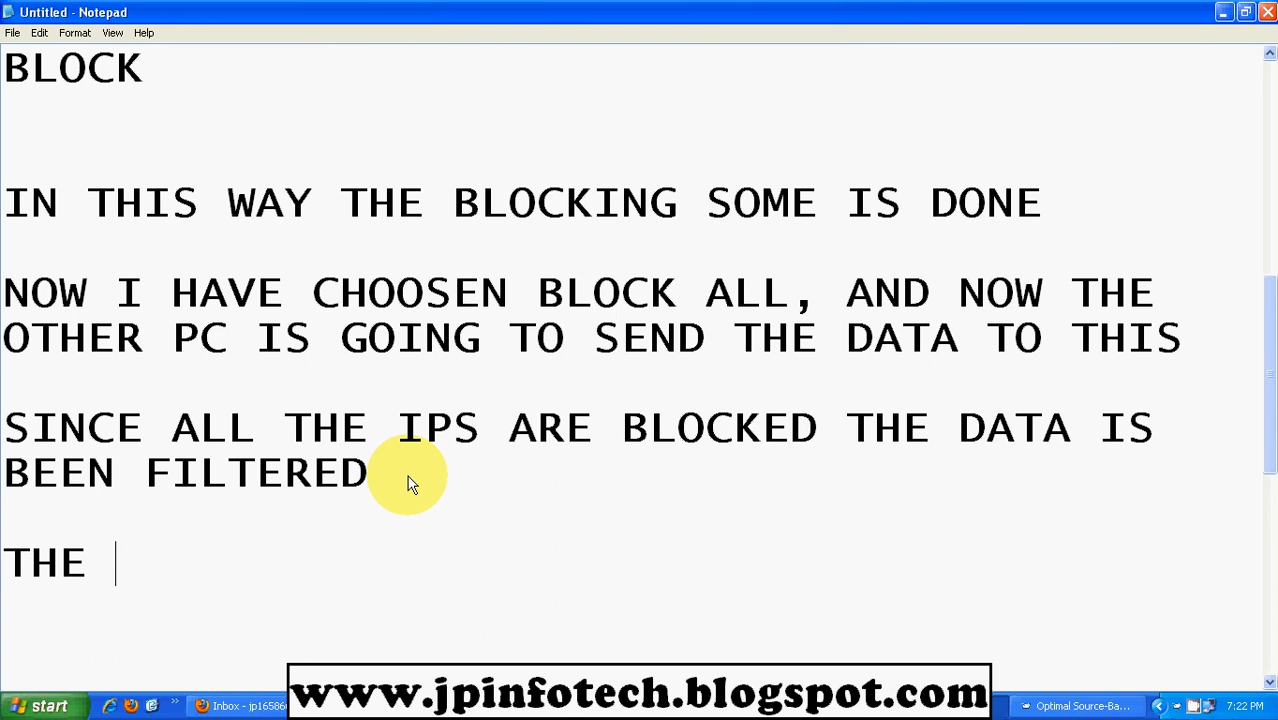 Untitled - Notepad
File Edit Format View Help
BLOCK
IN THIS WAY THE BLOCKING SOME IS DONE
NOW I HAVE CHOOSEN BLOCK ALL, AND NOW THE
OTHER PC IS GOING TO SEND THE DATA TO THIS
SINCE ALL THE IPS ARE BLOCKED THE DATA IS
BEEN FILTERED
THE
www.jpinfotech.blogspot.com
start Inbox - jp16586 Optimal Source-Ba... 7:22 PM